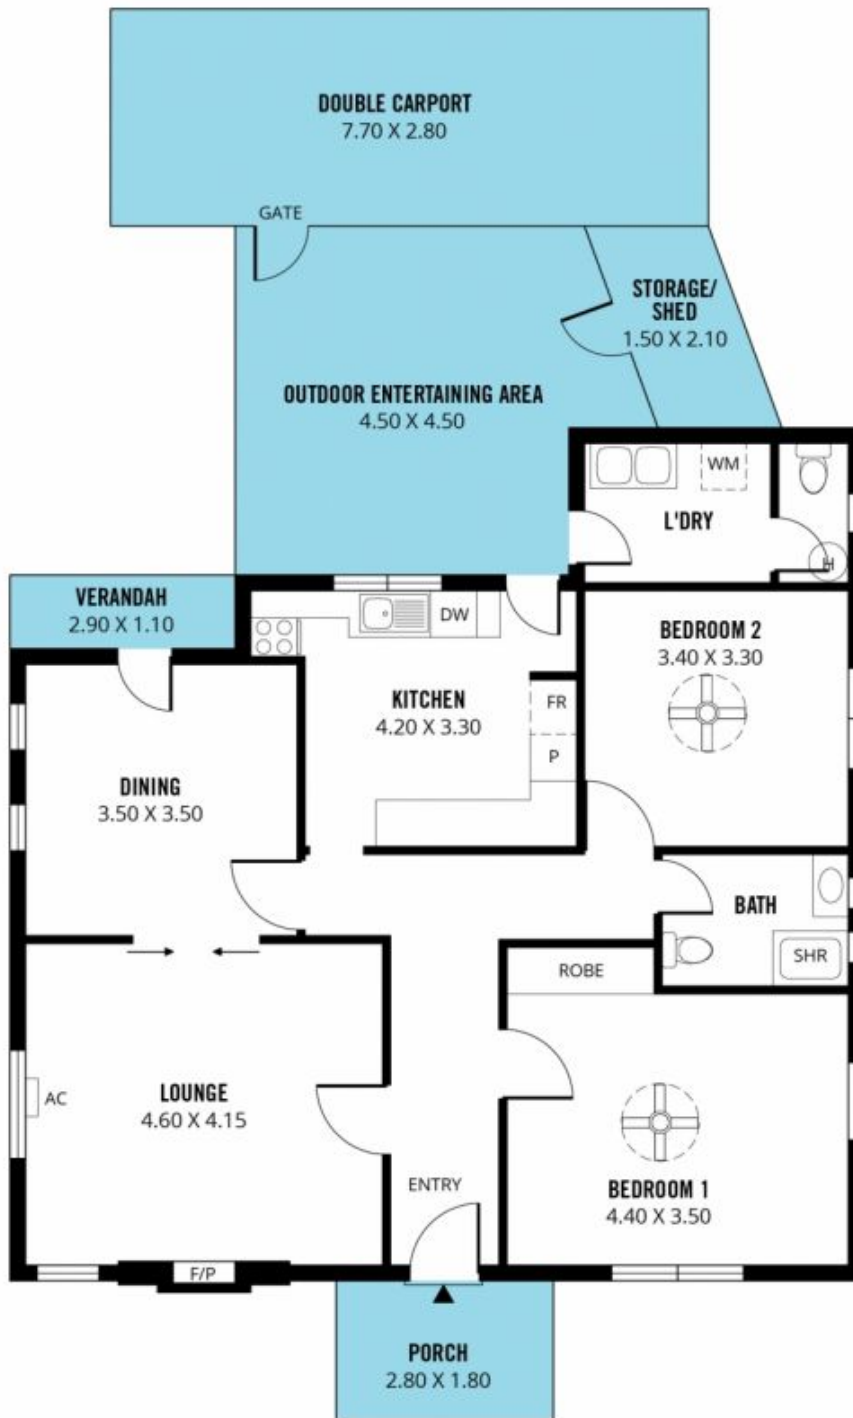 DOUBLE CARPORT
7.70 X 2.80
GATE
STORAGE/
SHED
1.50 X 2.10
OUTDOOR ENTERTAINING AREA
4.50 X 4.50
WM
L'DRY
H
VERANDAH
2.90 X 1.10
DW
BEDROOM 2
3.40 X 3.30
KITCHEN
4.20 X 3.30
FR
P
DINING
3.50 X 3.50
BATH
SHR
ROBE
AC
LOUNGE
4.60 X 4.15
ENTRY
BEDROOM 1
4.40 X 3.50
F/P
PORCH
2.80 X 1.80